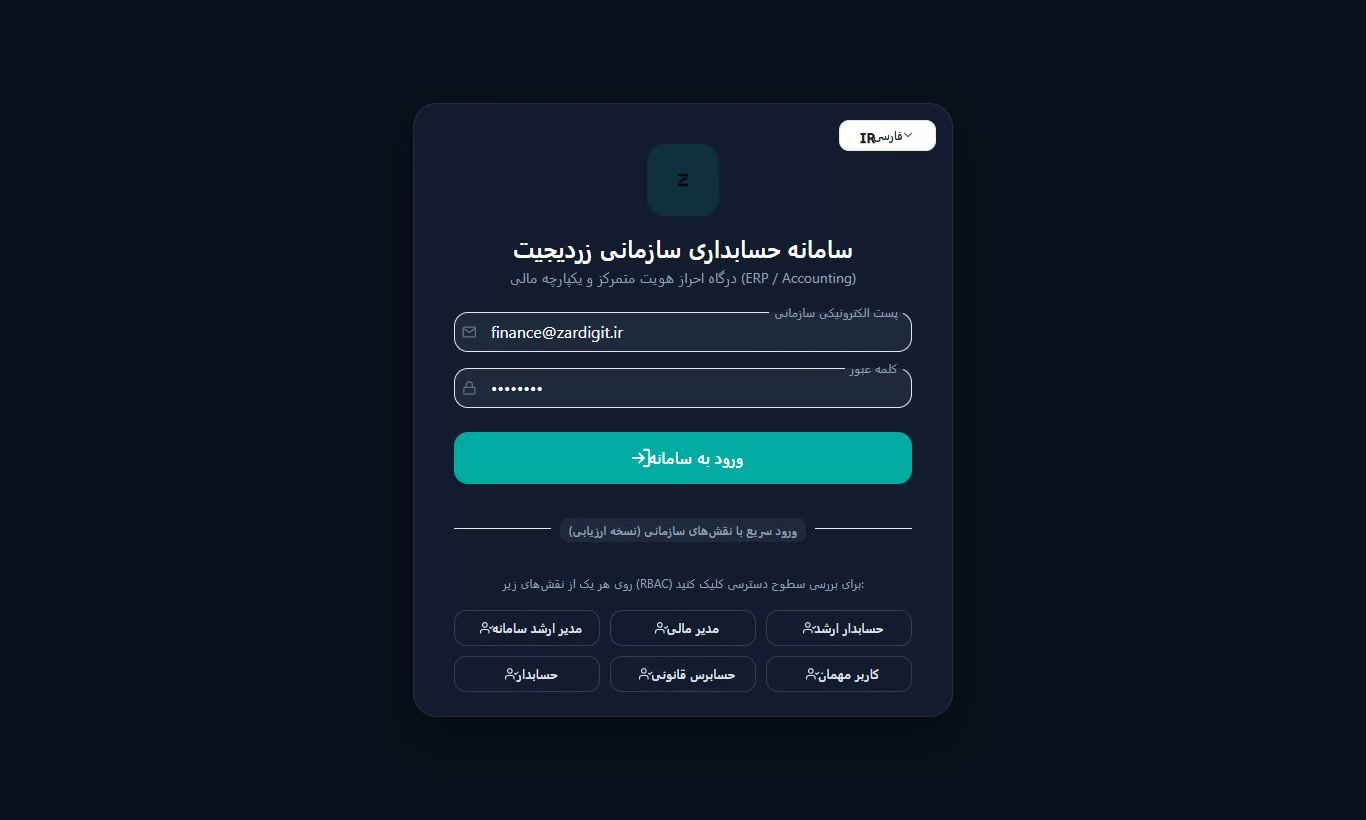 فارسی IR
Z
سامانه حسابداری سازمانی زردیجیت
درگاه احراز هویت متمرکز و یکپارچه مالی (ERP / Accounting)
پست الکترونیکی سازمانی
finance@zardigit.ir
کلمه عبور
••••••••
ورود به سامانه
ورود سریع با نقش‌های سازمانی (نسخه ارزیابی)
برای بررسی سطوح دسترسی کلیک کنید (RBAC) روی هر یک از نقش‌های زیر:
حسابدار ارشد
مدیر مالی
مدیر ارشد سامانه
کاربر مهمان
حسابرس قانونی
حسابدار